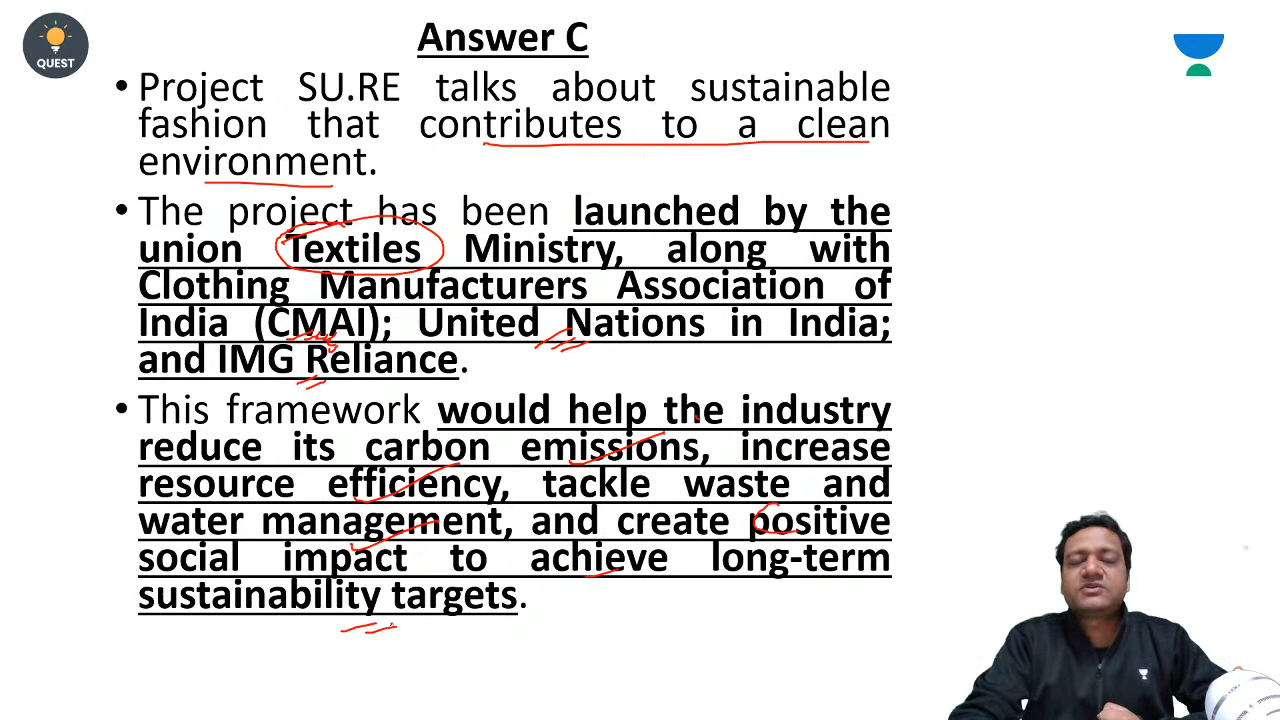 QUEST
Answer C
• Project SU.RE talks about sustainable
fashion that contributes to a clean
environment.
• The project has been launched by the
union Textiles Ministry, along with
Clothing Manufacturers Association of
India (CMAI); United Nations in India;
and IMG Reliance.
• This framework would help the industry
reduce its carbon emissions, increase
resource efficiency, tackle waste and
water management, and create positive
social impact to achieve long-term
sustainability targets.